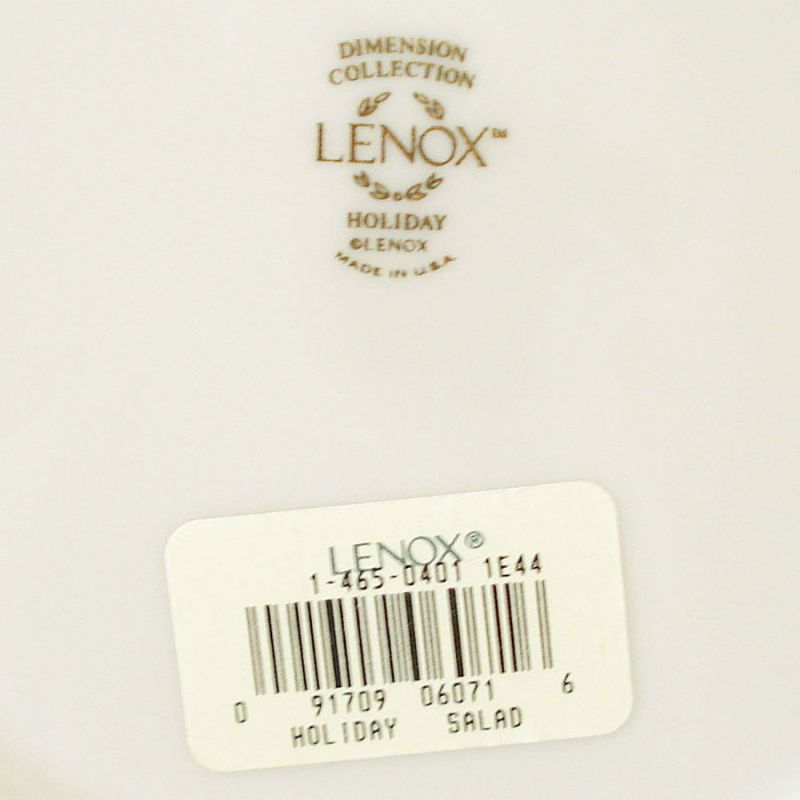 DIMENSION
COLLECTION
LENOX™
HOLIDAY
©LENOX
MADE IN U.S.A.
LENOX®
1-465-0401 1E44
0 91709 06071 6
HOLIDAY SALAD